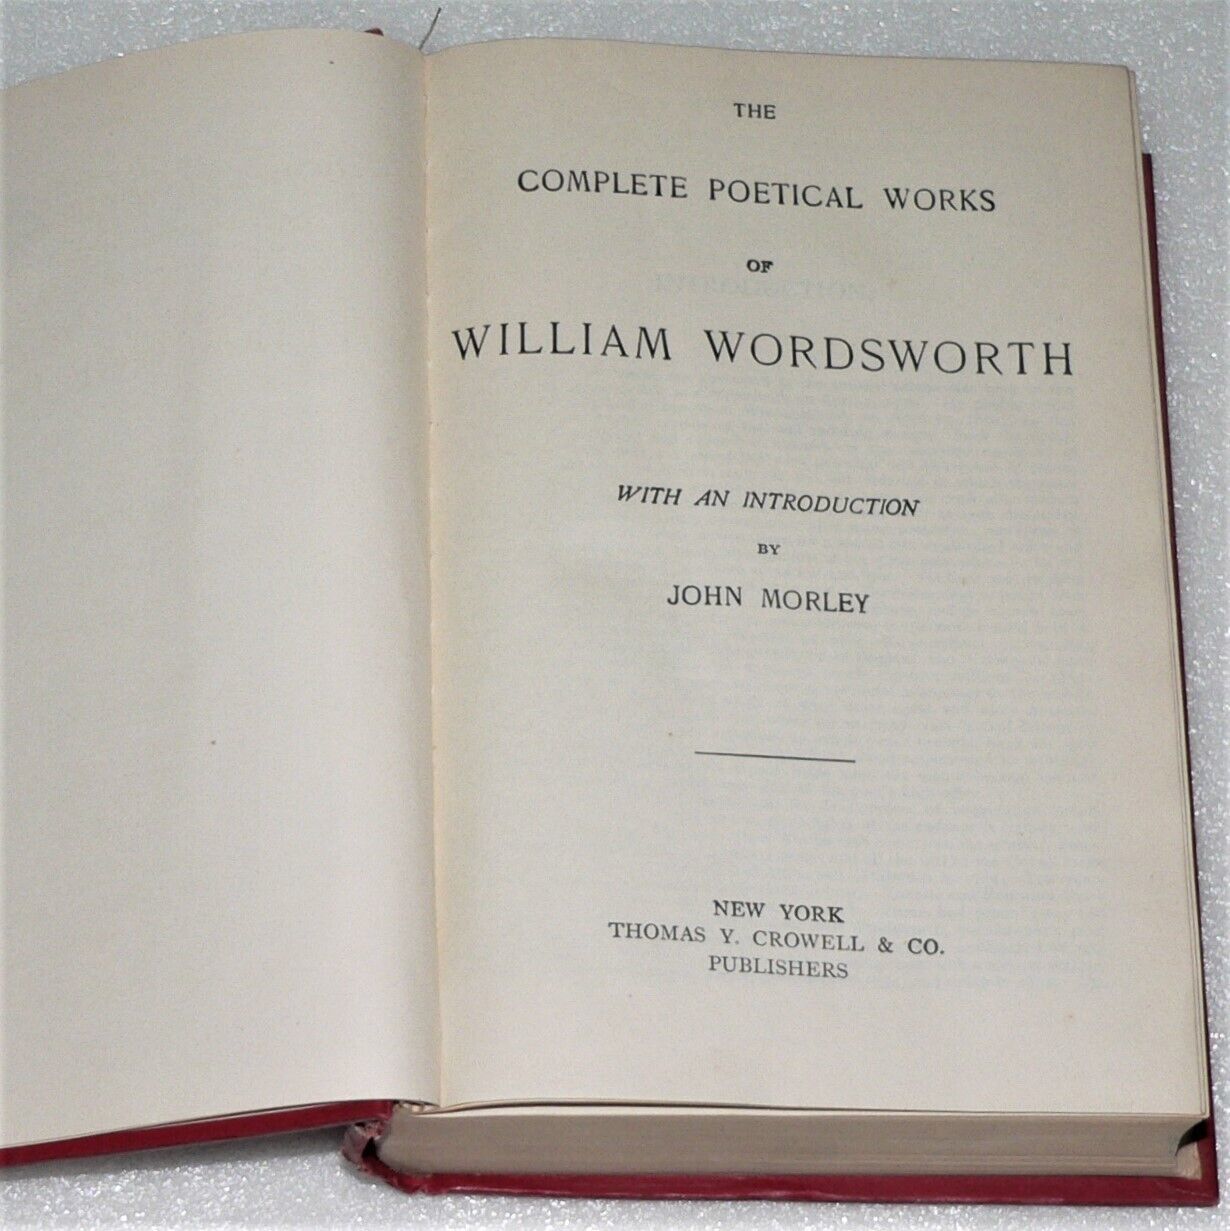 THE
COMPLETE POETICAL WORKS
OF
WILLIAM WORDSWORTH
WITH AN INTRODUCTION
BY
JOHN MORLEY
NEW YORK
THOMAS Y. CROWELL & CO.
PUBLISHERS